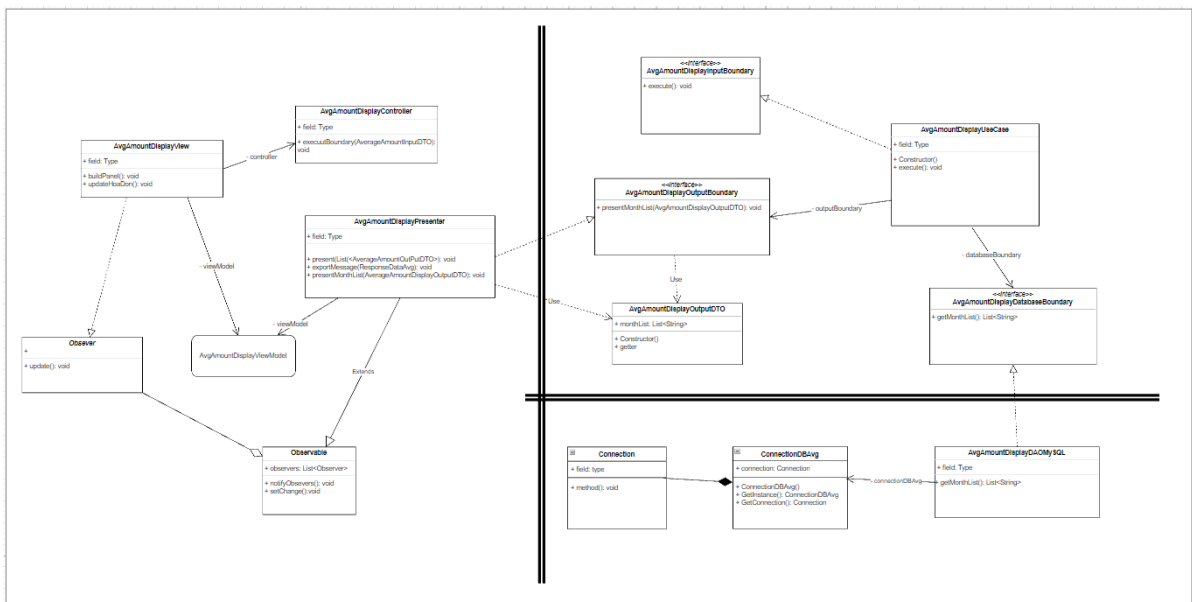 AvgAmountDisplayController
+ field: Type
+ execuutBoundary(AverageAmountInputDTO):
void
AvgAmountDisplayView
+ field: Type
+ buildPanel(): void
+ updateHoaDon(): void
- controller
AvgAmountDisplayPresenter
+ field: Type
+ present(List(<AverageAmountOutPutDTO>): void
+ exportMessage(ResponseDataAvg): void
+ presentMonthList(AverageAmountDisplayOutputDTO): void
- viewModel
- viewModel
AvgAmountDisplayViewModel
Obsever
+
+ update(): void
Extends
Observable
+ observers: List<Observer>
+ notifyObsevers(): void
+ setChange():void
<<interface>>
AvgAmountDisplayInputBoundary
+ execute(): void
AvgAmountDisplayUseCase
+ field: Type
+ Constructor()
+ execute(): void
<<interface>>
AvgAmountDisplayOutputBoundary
+ presentMonthList(AvgAmountDisplayOutputDTO): void
- outputBoundary
- databaseBoundary
Use
Use
AvgAmountDisplayOutputDTO
+ monthList: List<String>
+ Constructor()
+ getter
<<interface>>
AvgAmountDisplayDatabaseBoundary
+ getMonthList(): List<String>
Connection
+ field: type
+ method(): void
ConnectionDBAvg
+ connection: Connection
+ ConnectionDBAvg()
+ GetInstance(): ConnectionDBAvg
+ GetConnection(): Connection
- connectionDBAvg
AvgAmountDisplayDAOMySQL
+ field: Type
+ getMonthList(): List<String>